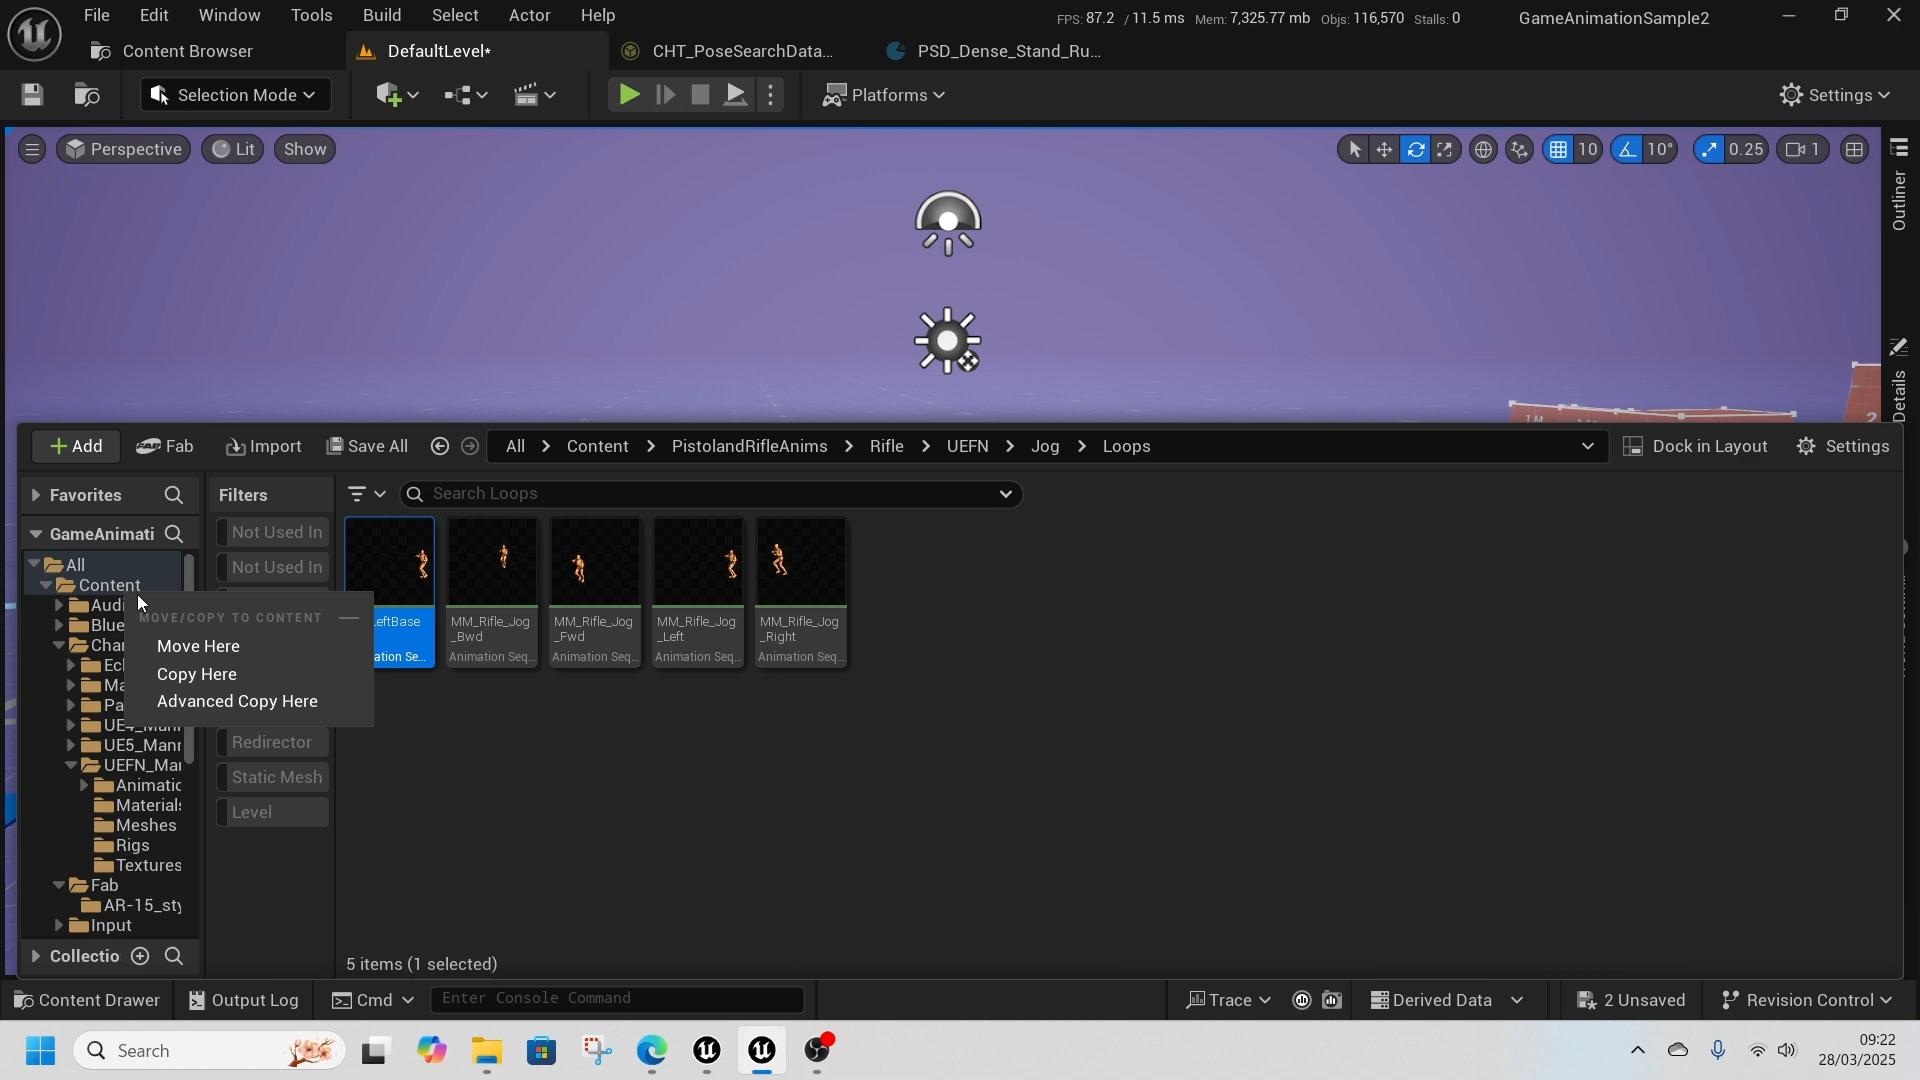 File Edit Window Tools Build Select Actor Help
FPS: 87.2 / 11.5 ms Mem: 7,325.77 mb Objs: 116,570 Stalls: 0
GameAnimationSample2
Content Browser
DefaultLevel*
CHT_PoseSearchData...
PSD_Dense_Stand_Ru...
Selection Mode
Platforms
Settings
Perspective
Lit
Show
10
10°
0.25
1
Outliner
Details
1M
2
Add
Fab
Import
Save All
All > Content > PistolandRifleAnims > Rifle > UEFN > Jog > Loops
Dock in Layout
Settings
Favorites
Filters
Search Loops
GameAnimati
Not Used In
Not Used In
All
Content
Audi
Blue
MOVE/COPY TO CONTENT
Move Here
Copy Here
Advanced Copy Here
Char
UE5_Mann
UEFN_Mar
Animatic
Materials
Meshes
Rigs
Textures
Fab
AR-15_sty
Input
Collectio
Redirector
Static Mesh
Level
LeftBase
ation Se...
MM_Rifle_Jog
_Bwd
Animation Seq...
MM_Rifle_Jog
_Fwd
Animation Seq...
MM_Rifle_Jog
_Left
Animation Seq...
MM_Rifle_Jog
_Right
Animation Seq...
5 items (1 selected)
Content Drawer
Output Log
Cmd
Enter Console Command
Trace
Derived Data
2 Unsaved
Revision Control
Search
09:22
28/03/2025